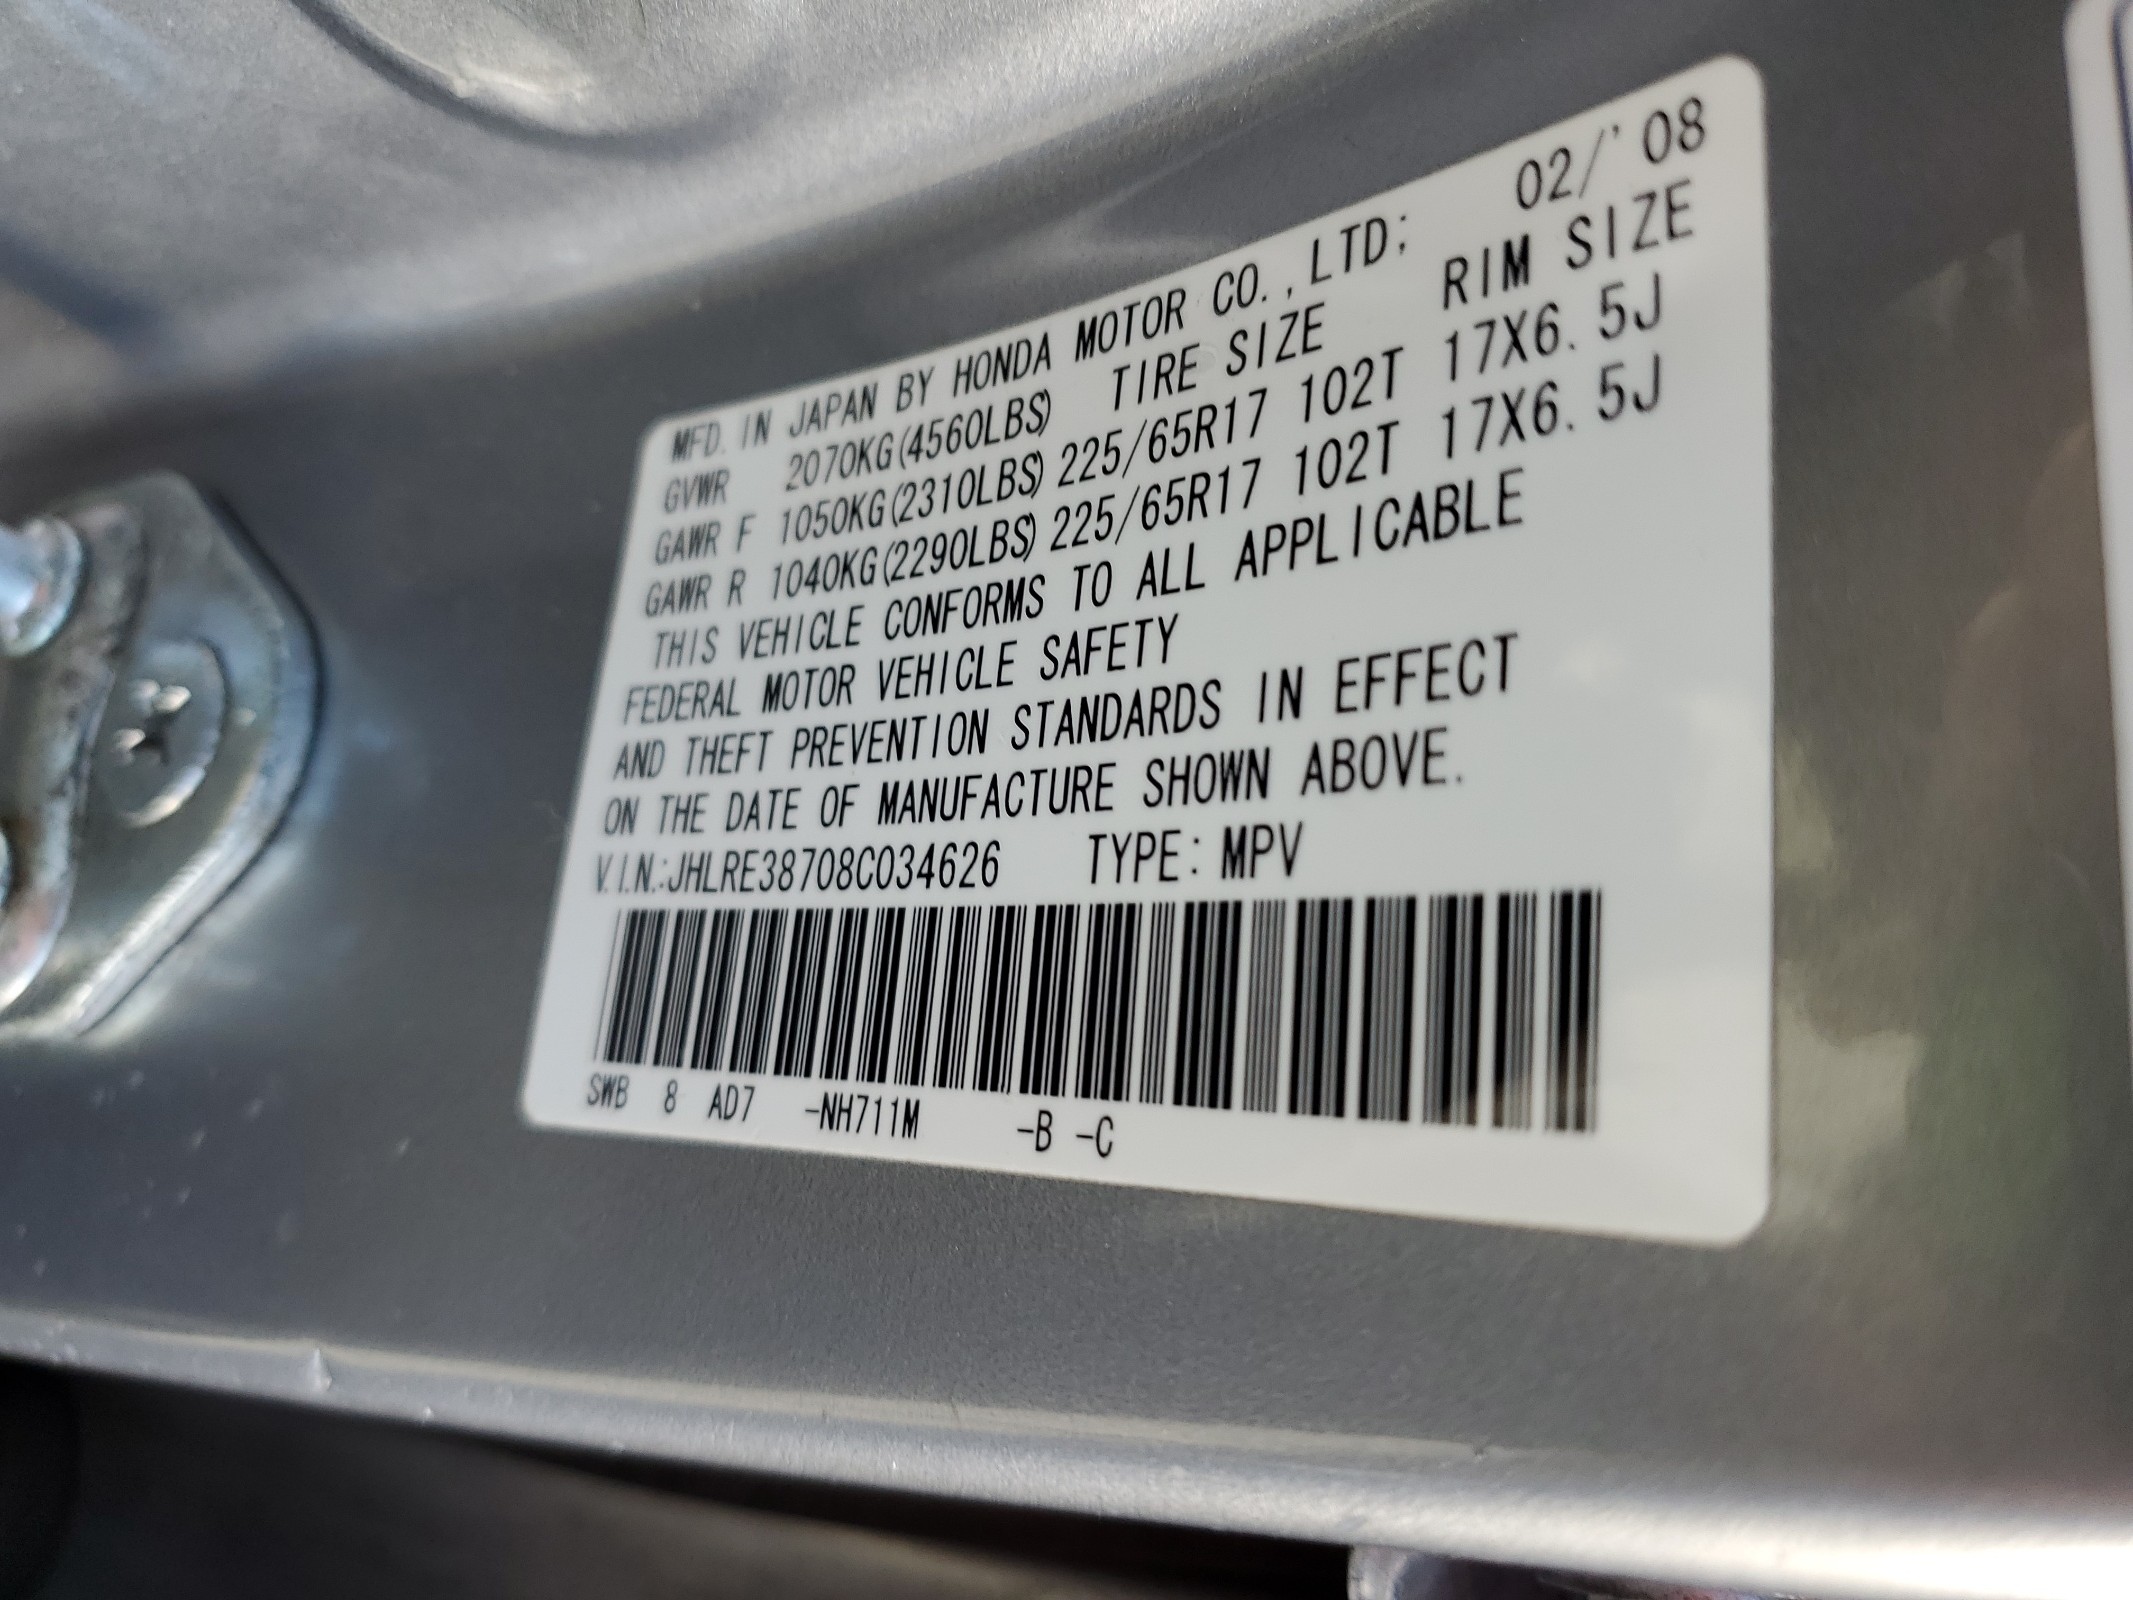 MFD. IN JAPAN BY HONDA MOTOR CO., LTD; 02/'08
GVWR 2070KG(4560LBS) TIRE SIZE RIM SIZE
GAWR F 1050KG(2310LBS) 225/65R17 102T 17X6.5J
GAWR R 1040KG(2290LBS) 225/65R17 102T 17X6.5J
THIS VEHICLE CONFORMS TO ALL APPLICABLE
FEDERAL MOTOR VEHICLE SAFETY
AND THEFT PREVENTION STANDARDS IN EFFECT
ON THE DATE OF MANUFACTURE SHOWN ABOVE.
V.I.N.:JHLRE38708C034626 TYPE: MPV
SWB 8 AD7 -NH711M -B -C